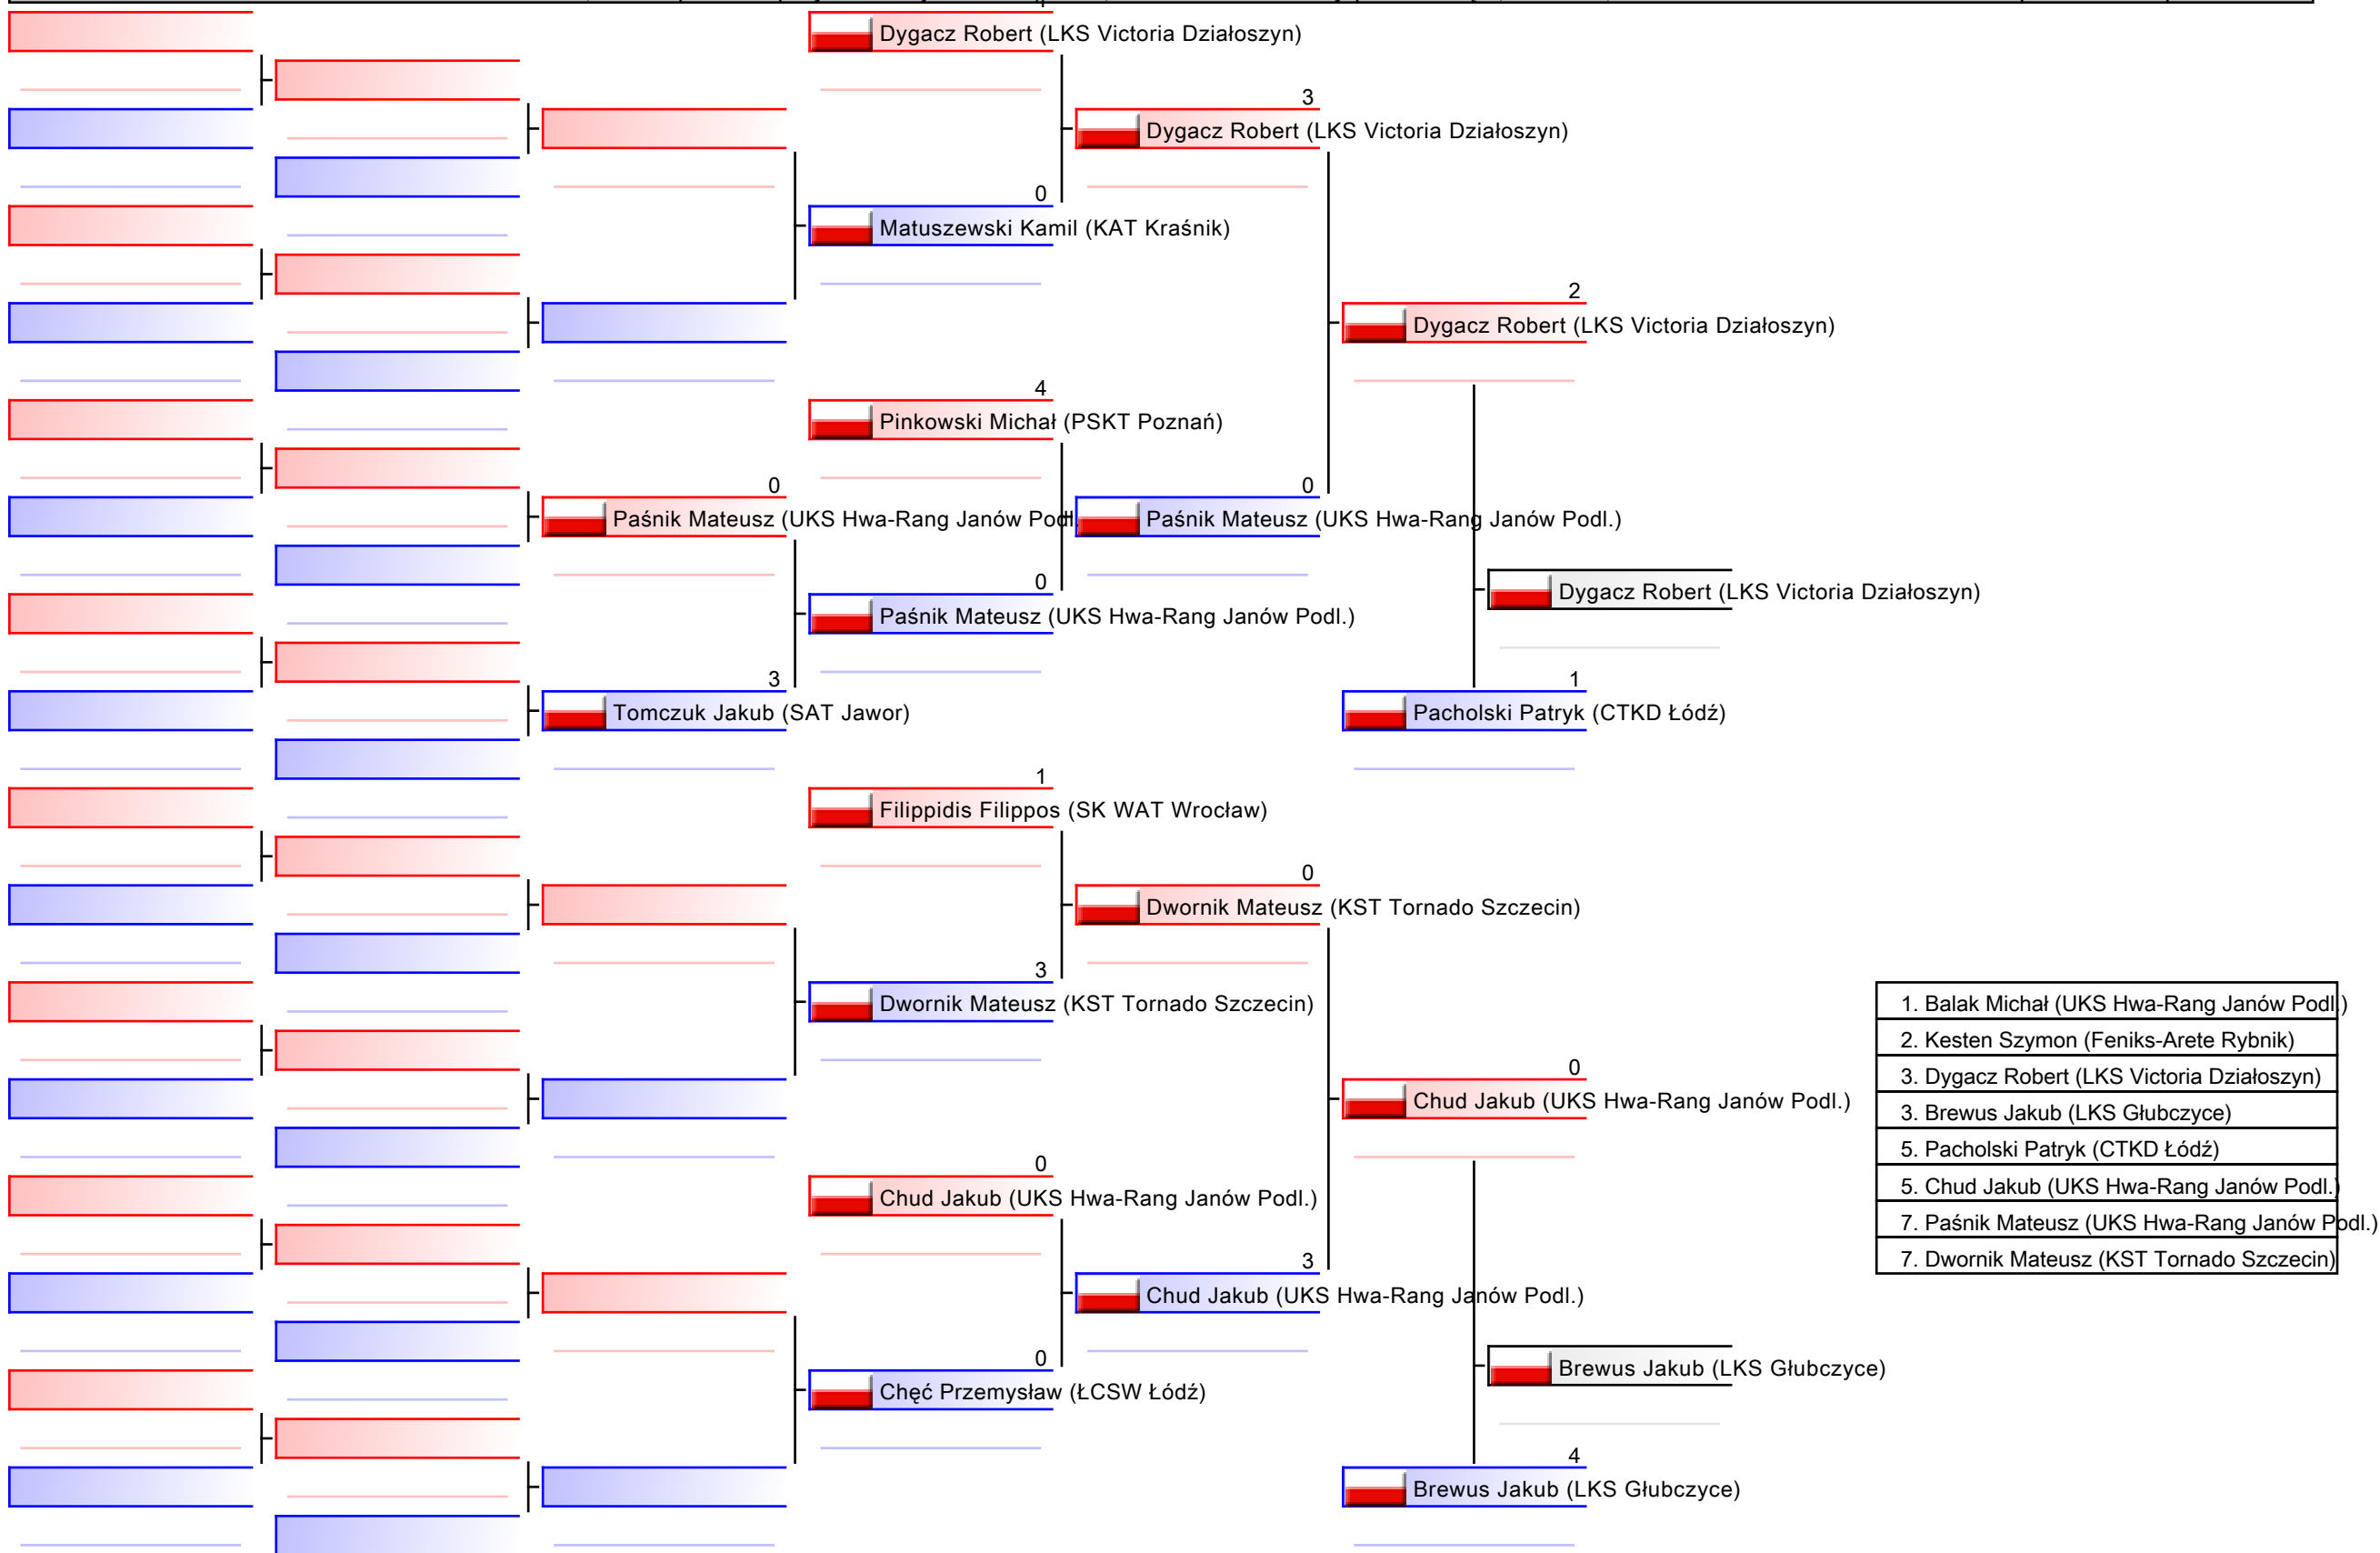 Dygacz Robert (LKS Victoria Działoszyn)
3
Dygacz Robert (LKS Victoria Działoszyn)
0
Matuszewski Kamil (KAT Kraśnik)
2
Dygacz Robert (LKS Victoria Działoszyn)
4
Pinkowski Michał (PSKT Poznań)
0
Paśnik Mateusz (UKS Hwa-Rang Janów Podl.
0
Paśnik Mateusz (UKS Hwa-Rang Janów Podl.)
0
Paśnik Mateusz (UKS Hwa-Rang Janów Podl.)
Dygacz Robert (LKS Victoria Działoszyn)
3
Tomczuk Jakub (SAT Jawor)
1
Pacholski Patryk (CTKD Łódź)
1
Filippidis Filippos (SK WAT Wrocław)
0
Dwornik Mateusz (KST Tornado Szczecin)
3
Dwornik Mateusz (KST Tornado Szczecin)
0
Chud Jakub (UKS Hwa-Rang Janów Podl.)
0
Chud Jakub (UKS Hwa-Rang Janów Podl.)
3
Chud Jakub (UKS Hwa-Rang Janów Podl.)
0
Chęć Przemysław (ŁCSW Łódź)
Brewus Jakub (LKS Głubczyce)
4
Brewus Jakub (LKS Głubczyce)
1. Balak Michał (UKS Hwa-Rang Janów Podl.)
2. Kesten Szymon (Feniks-Arete Rybnik)
3. Dygacz Robert (LKS Victoria Działoszyn)
3. Brewus Jakub (LKS Głubczyce)
5. Pacholski Patryk (CTKD Łódź)
5. Chud Jakub (UKS Hwa-Rang Janów Podl.)
7. Paśnik Mateusz (UKS Hwa-Rang Janów Podl.)
7. Dwornik Mateusz (KST Tornado Szczecin)